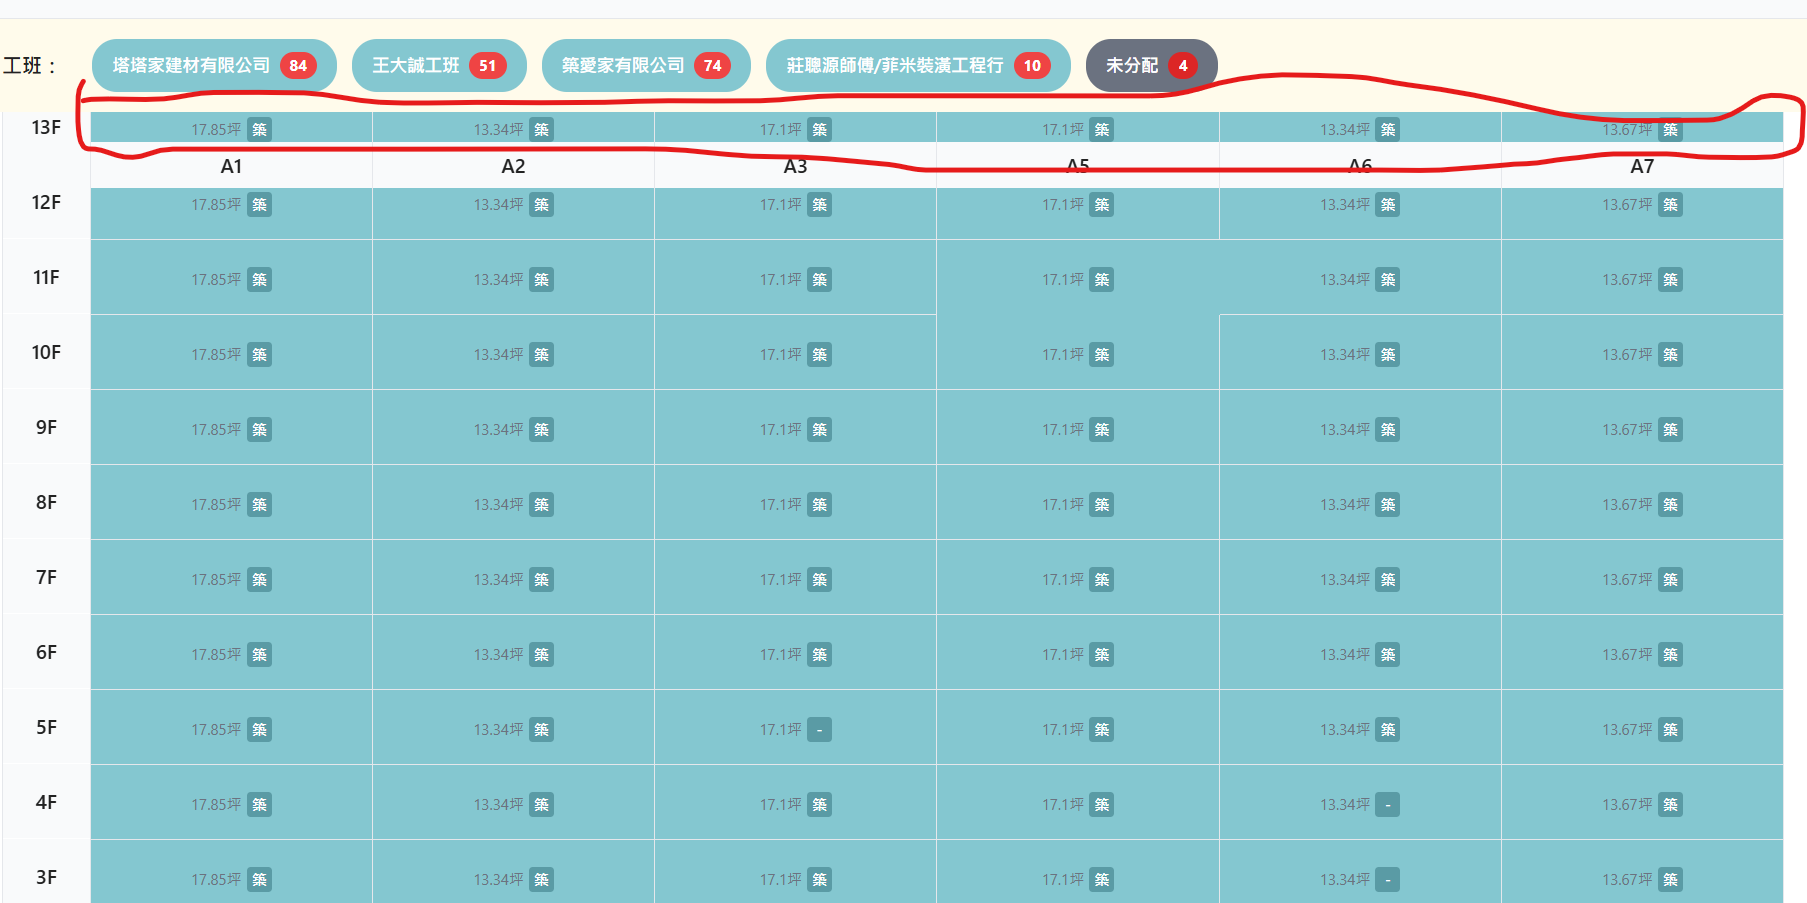 工班： 塔塔家建材有限公司 84 王大誠工班 51 築愛家有限公司 74 莊聰源師傅/菲米裝潢工程行 10 未分配 4
13F 17.85坪 築 13.34坪 築 17.1坪 築 17.1坪 築 13.34坪 築 13.67坪 築
A1 A2 A3 A5 A6 A7
12F 17.85坪 築 13.34坪 築 17.1坪 築 17.1坪 築 13.34坪 築 13.67坪 築
11F 17.85坪 築 13.34坪 築 17.1坪 築 17.1坪 築 13.34坪 築 13.67坪 築
10F 17.85坪 築 13.34坪 築 17.1坪 築 17.1坪 築 13.34坪 築 13.67坪 築
9F 17.85坪 築 13.34坪 築 17.1坪 築 17.1坪 築 13.34坪 築 13.67坪 築
8F 17.85坪 築 13.34坪 築 17.1坪 築 17.1坪 築 13.34坪 築 13.67坪 築
7F 17.85坪 築 13.34坪 築 17.1坪 築 17.1坪 築 13.34坪 築 13.67坪 築
6F 17.85坪 築 13.34坪 築 17.1坪 築 17.1坪 築 13.34坪 築 13.67坪 築
5F 17.85坪 築 13.34坪 築 17.1坪 - 17.1坪 築 13.34坪 築 13.67坪 築
4F 17.85坪 築 13.34坪 築 17.1坪 築 17.1坪 築 13.34坪 - 13.67坪 築
3F 17.85坪 築 13.34坪 築 17.1坪 築 17.1坪 築 13.34坪 - 13.67坪 築